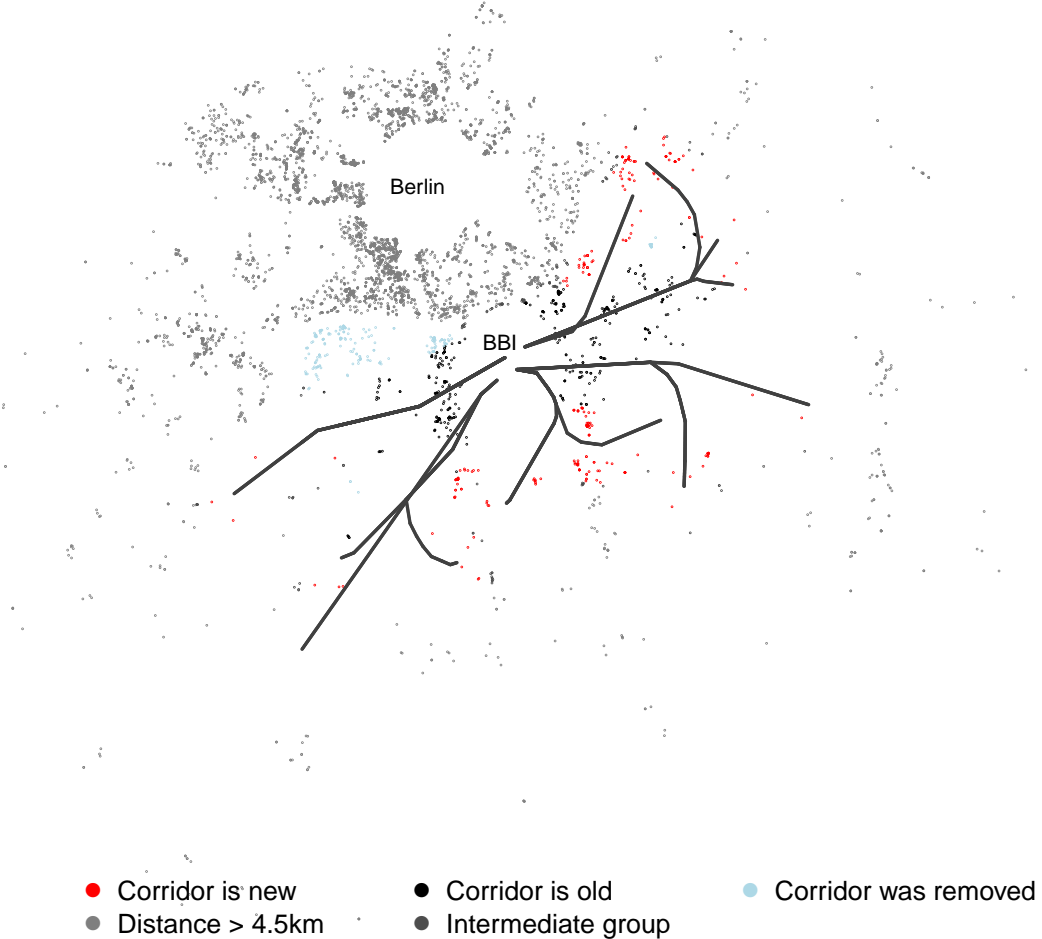 Berlin
BBI
Corridor is new
Corridor is old
Corridor was removed
Distance > 4.5km
Intermediate group